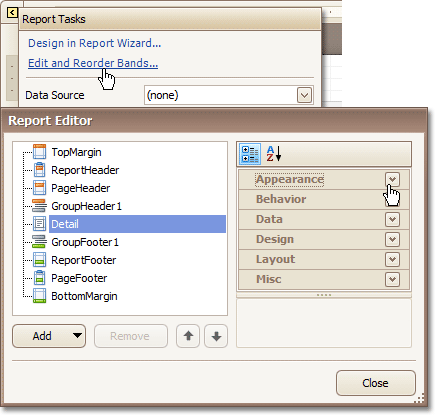 Report Tasks
Design in Report Wizard...
Edit and Reorder Bands...
Data Source (none)
Report Editor
TopMargin
ReportHeader
PageHeader
GroupHeader1
Detail
GroupFooter1
ReportFooter
PageFooter
BottomMargin
Add
Remove
A
Z
Appearance
Behavior
Data
Design
Layout
Misc
Close